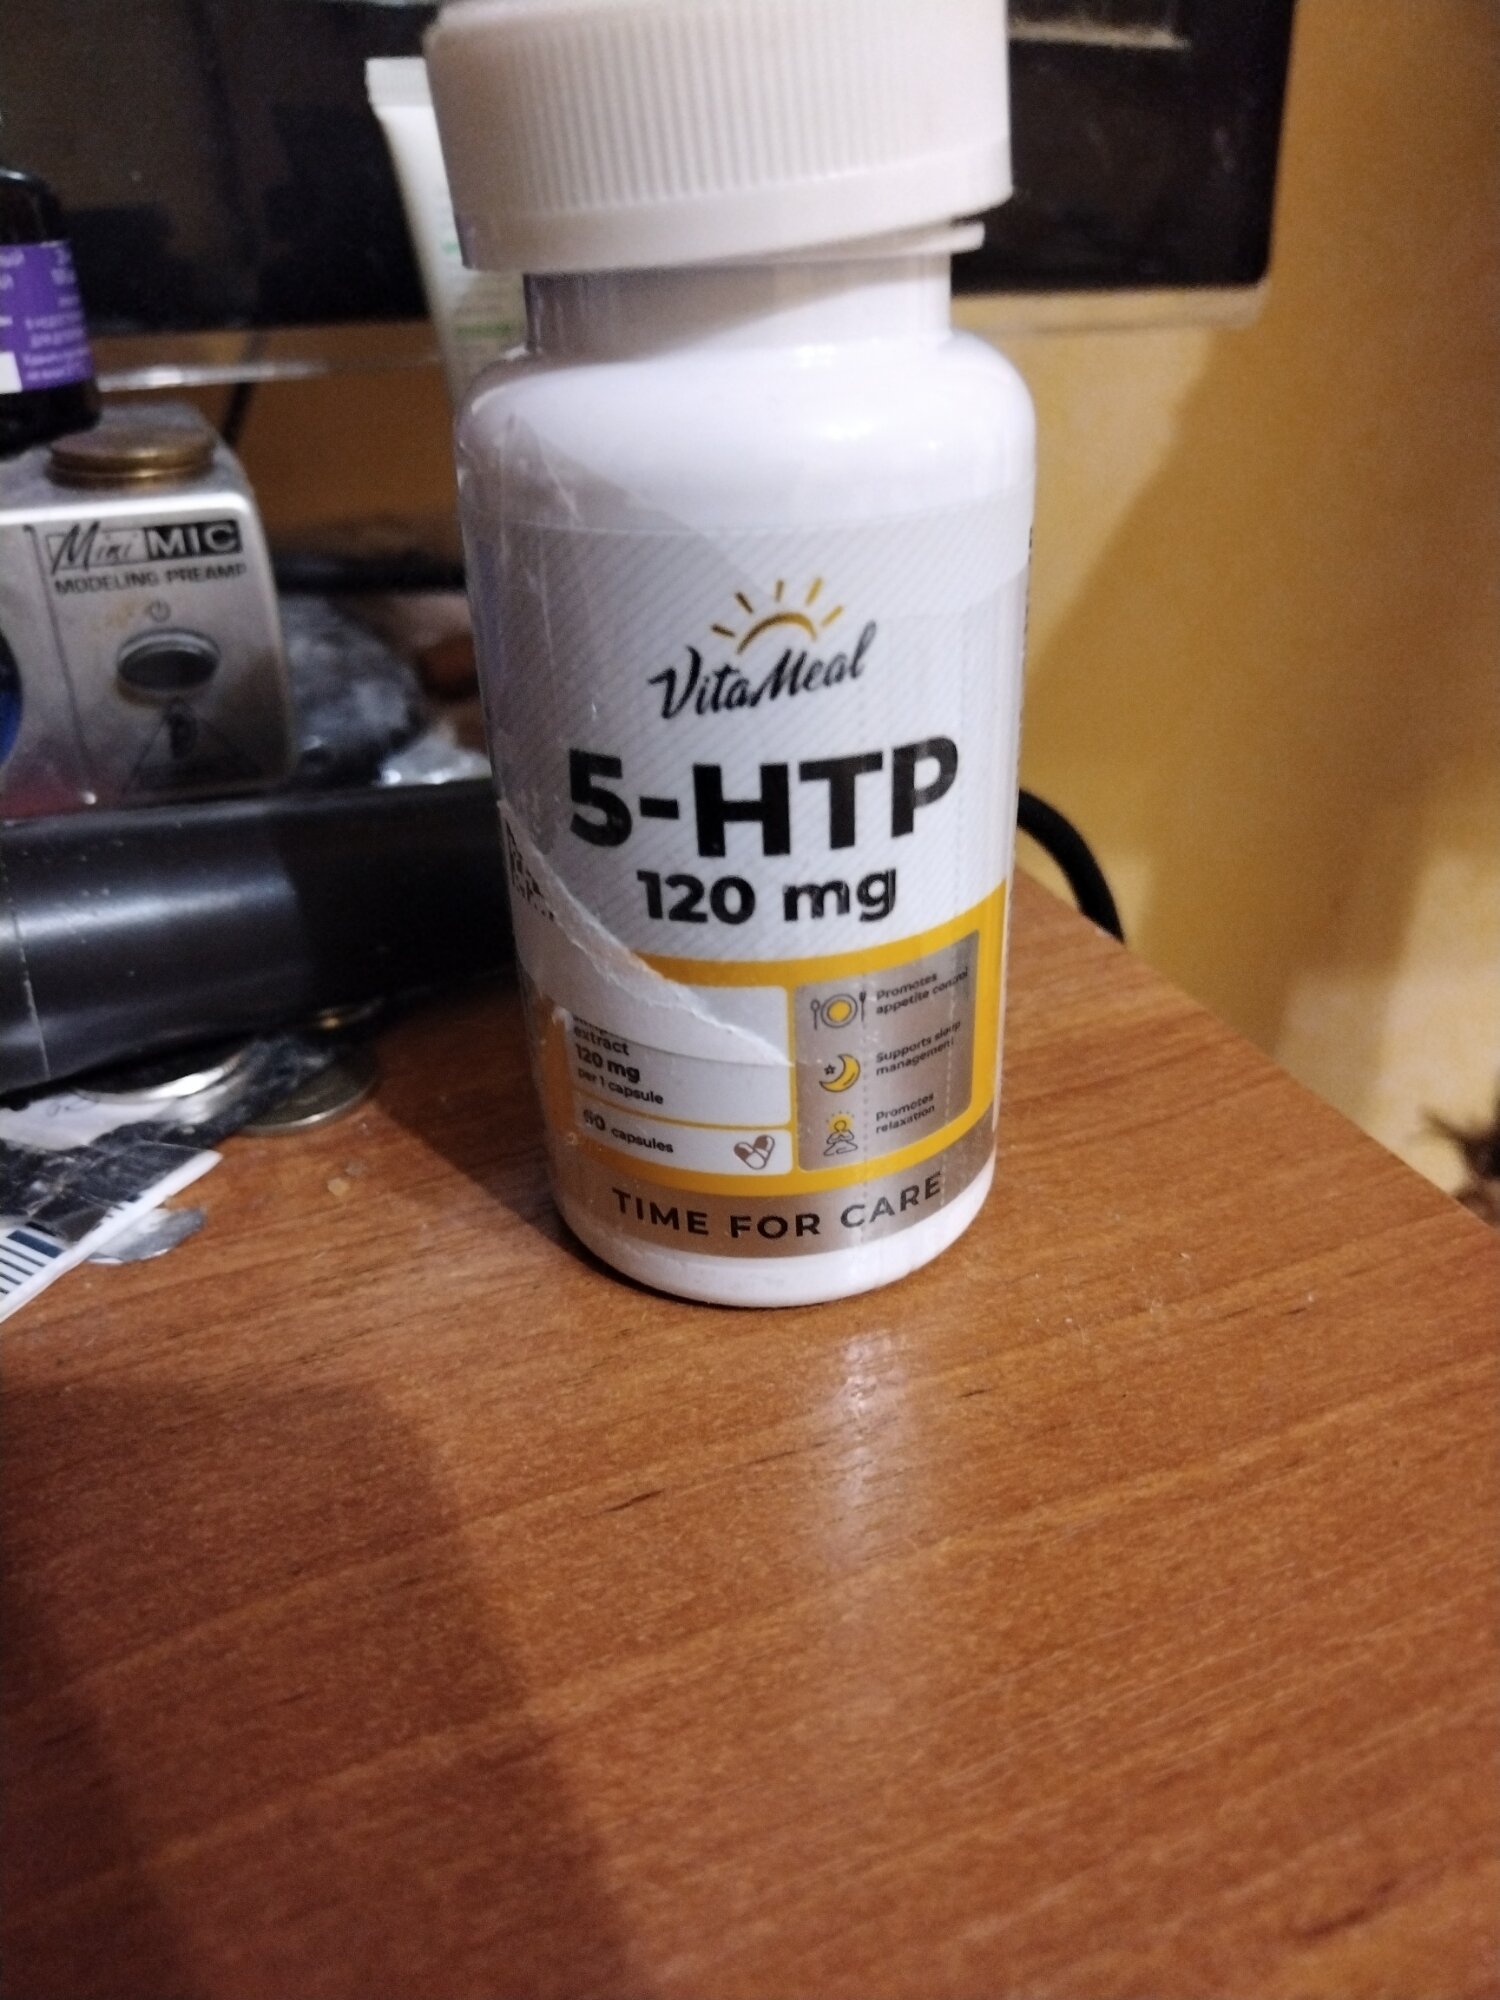 Mini MIC
MODELING PREAMP
VitaMeal
5-HTP
120 mg
extract
120 mg
per 1 capsule
capsules
Promotes
appetite control
Supports sleep
management
Promotes
relaxation
TIME FOR CARE